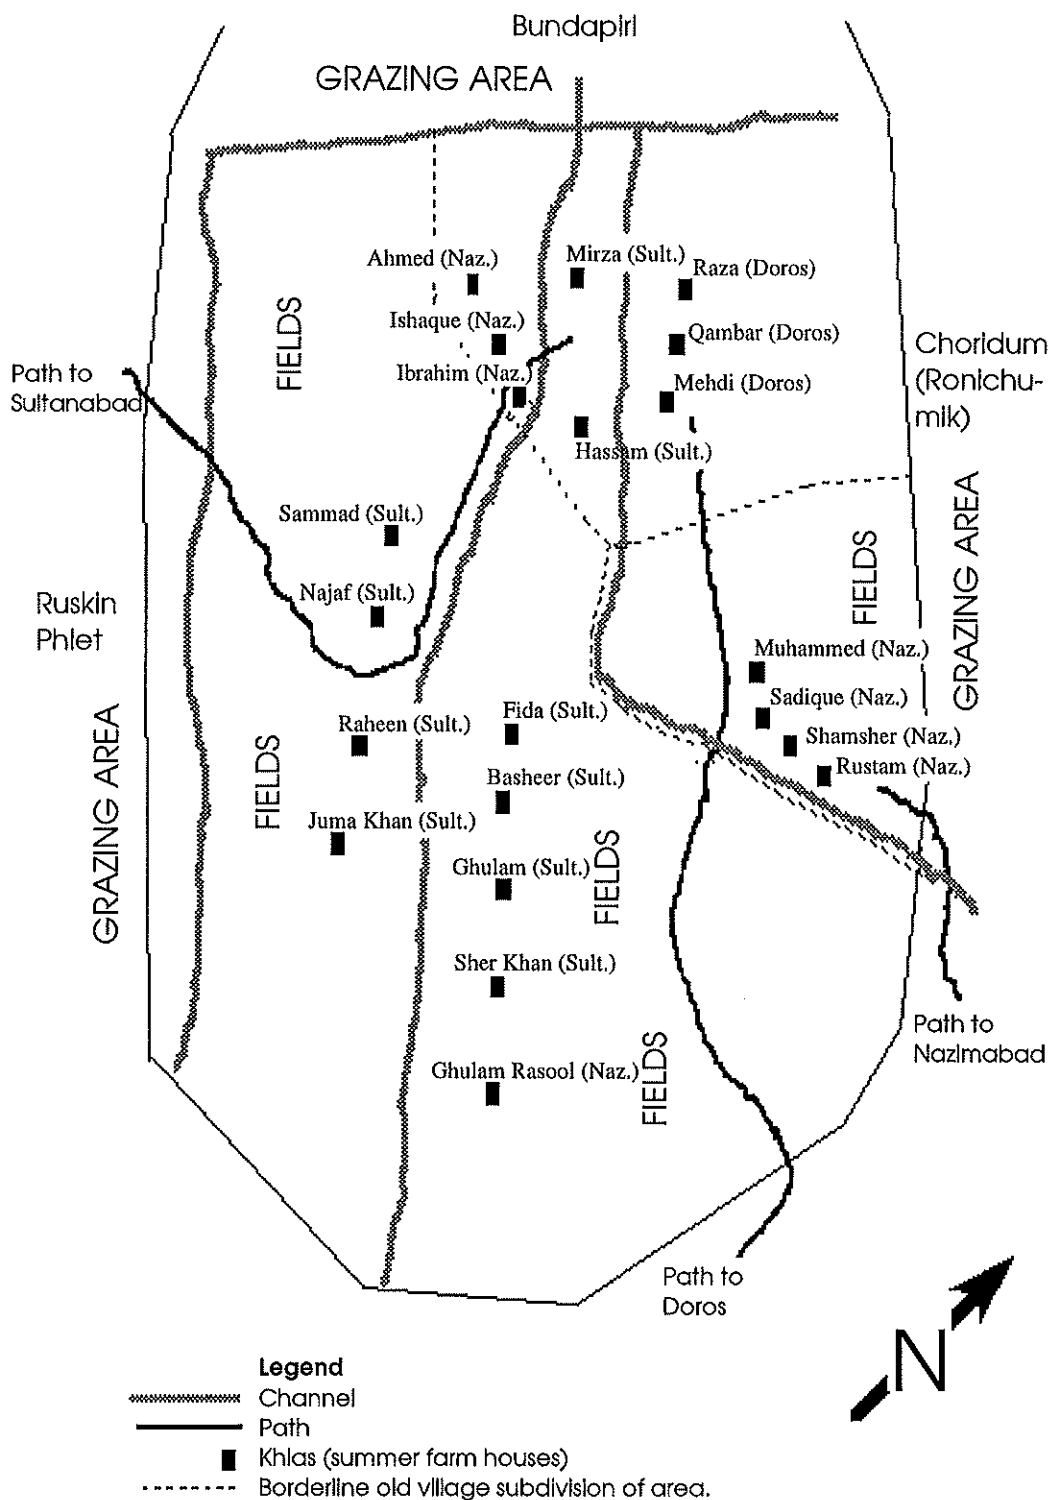 Bundapiri
GRAZING AREA
Ahmed (Naz.)
Mirza (Sult.)
Raza (Doros)
Ishaque (Naz.)
Qambar (Doros)
FIELDS
Choridum
(Ronichu-
mik)
Path to
Sultanabad
Ibrahim (Naz.)
Mehdi (Doros)
Hassam (Sult.)
Sammad (Sult.)
GRAZING AREA
FIELDS
Najaf (Sult.)
Ruskin
Phlet
Muhammed (Naz.)
Sadique (Naz.)
Fida (Sult.)
Raheen (Sult.)
Shamsher (Naz.)
Rustam (Naz.)
GRAZING AREA
FIELDS
Basheer (Sult.)
Juma Khan (Sult.)
Ghulam (Sult.)
FIELDS
Sher Khan (Sult.)
Path to
Nazimabad
Ghulam Rasool (Naz.)
FIELDS
Path to
Doros
N
Legend
Channel
Path
Khlas (summer farm houses)
Borderline old village subdivision of area.